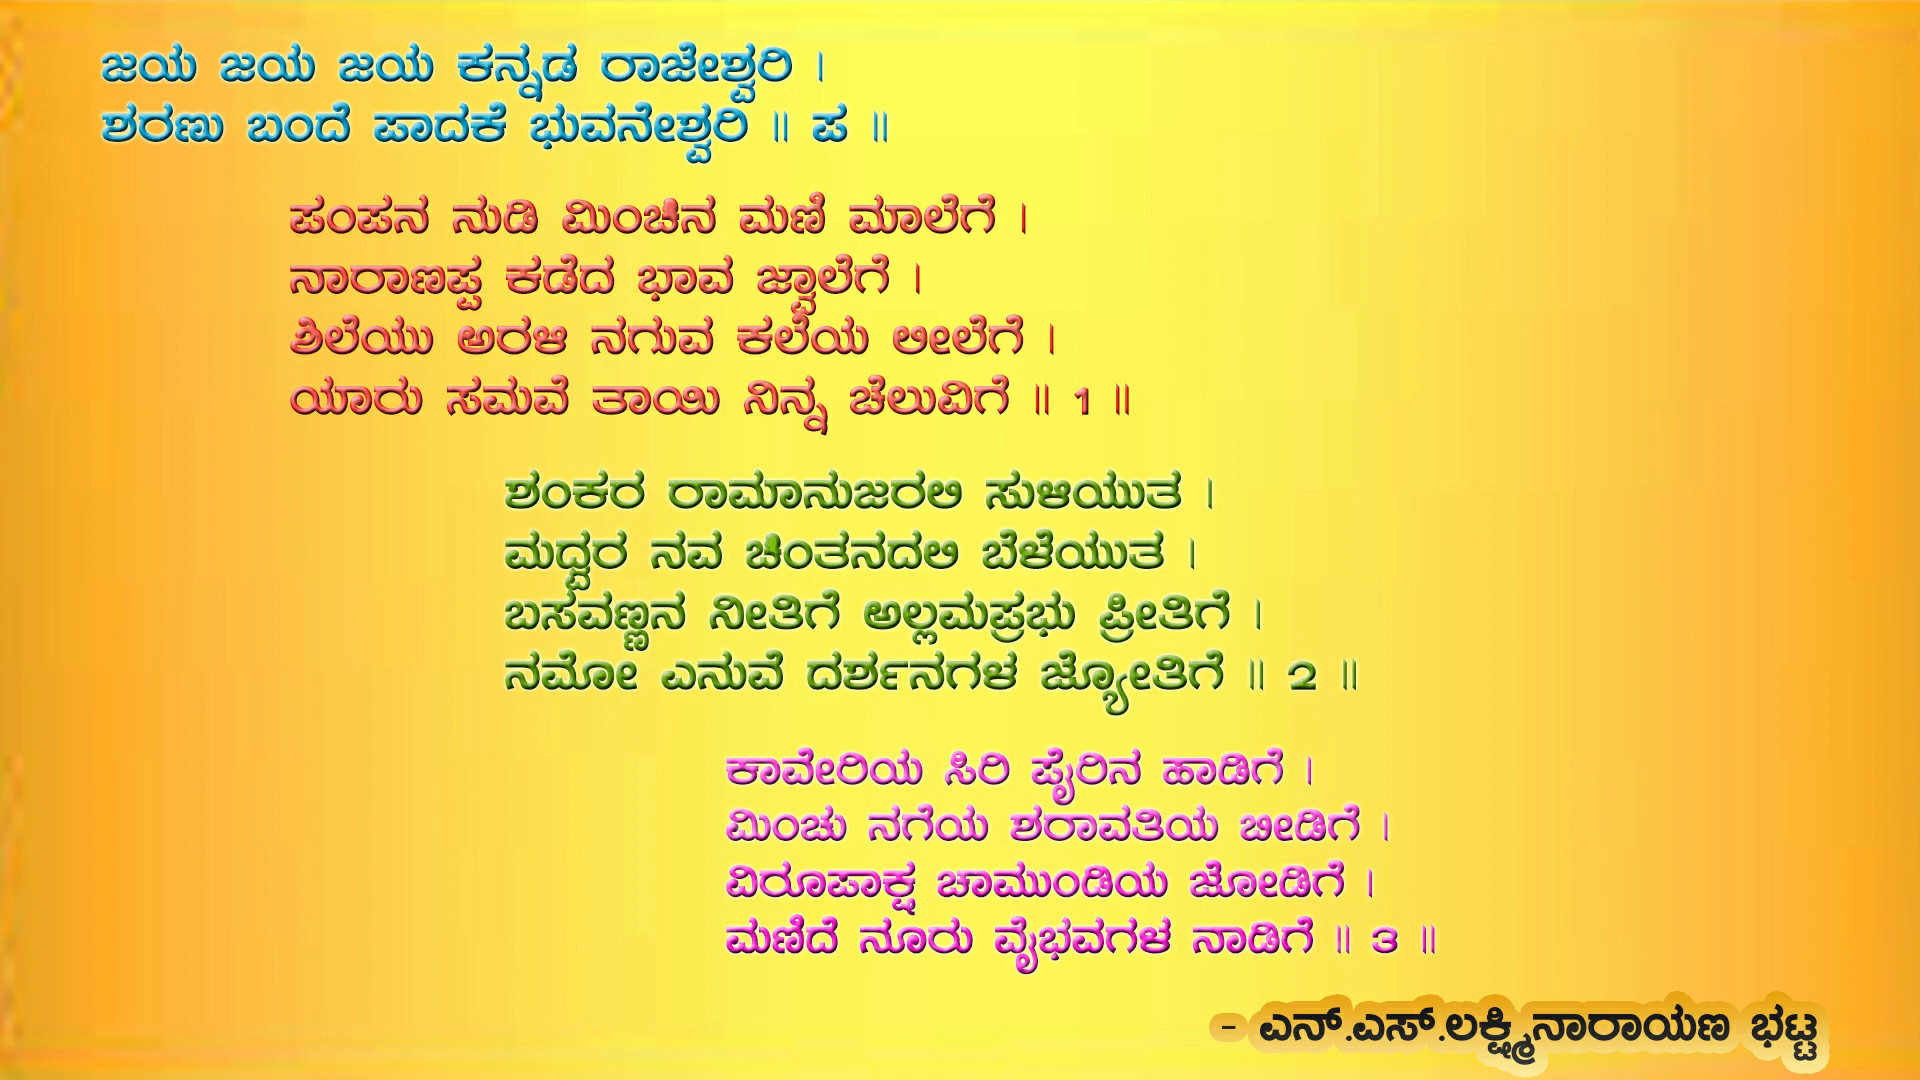 ಜಯ ಜಯ ಜಯ ಕನ್ನಡ ರಾಜೇಶ್ವರಿ ।
ಶರಣು ಬಂದೆ ಪಾದಕೆ ಭುವನೇಶ್ವರಿ ॥ ಪ ॥
ಪಂಪನ ನುಡಿ ಮಿಂಚಿನ ಮಣಿ ಮಾಲೆಗೆ ।
ನಾರಾಣಪ್ಪ ಕಡೆದ ಭಾವ ಜ್ವಾಲೆಗೆ ।
ಶಿಲೆಯು ಅರಳಿ ನಗುವ ಕಲೆಯ ಲೀಲೆಗೆ ।
ಯಾರು ಸಮವೆ ತಾಯಿ ನಿನ್ನ ಚೆಲುವಿಗೆ ॥ 1 ॥
ಶಂಕರ ರಾಮಾನುಜರಲಿ ಸುಳಿಯುತ ।
ಮಧ್ವರ ನವ ಚಿಂತನದಲಿ ಬೆಳೆಯುತ ।
ಬಸವಣ್ಣನ ನೀತಿಗೆ ಅಲ್ಲಮಪ್ರಭು ಪ್ರೀತಿಗೆ ।
ನಮೋ ಎನುವೆ ದರ್ಶನಗಳ ಜ್ಯೋತಿಗೆ ॥ 2 ॥
ಕಾವೇರಿಯ ಸಿರಿ ಪೈರಿನ ಹಾಡಿಗೆ ।
ಮಿಂಚು ನಗೆಯ ಶರಾವತಿಯ ಬೀಡಿಗೆ ।
ವಿರೂಪಾಕ್ಷ ಚಾಮುಂಡಿಯ ಜೋಡಿಗೆ ।
ಮಣಿದೆ ನೂರು ವೈಭವಗಳ ನಾಡಿಗೆ ॥ 3 ॥
- ಎನ್.ಎಸ್.ಲಕ್ಷ್ಮಿನಾರಾಯಣ ಭಟ್ಟ